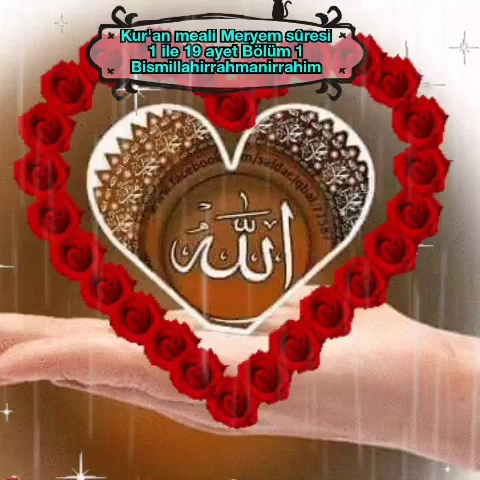 Kur'an meali Meryem sûresi
1 ile 19 ayet Bölüm 1
Bismillahirrahmanirrahim
الله